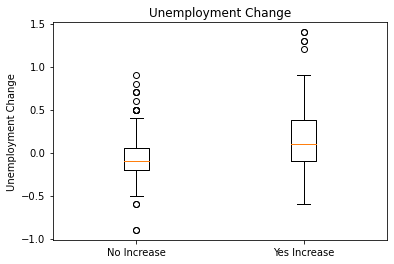 Unemployment Change
Unemployment Change
1.5
1.0
0.5
0.0
−0.5
−1.0
No Increase
Yes Increase